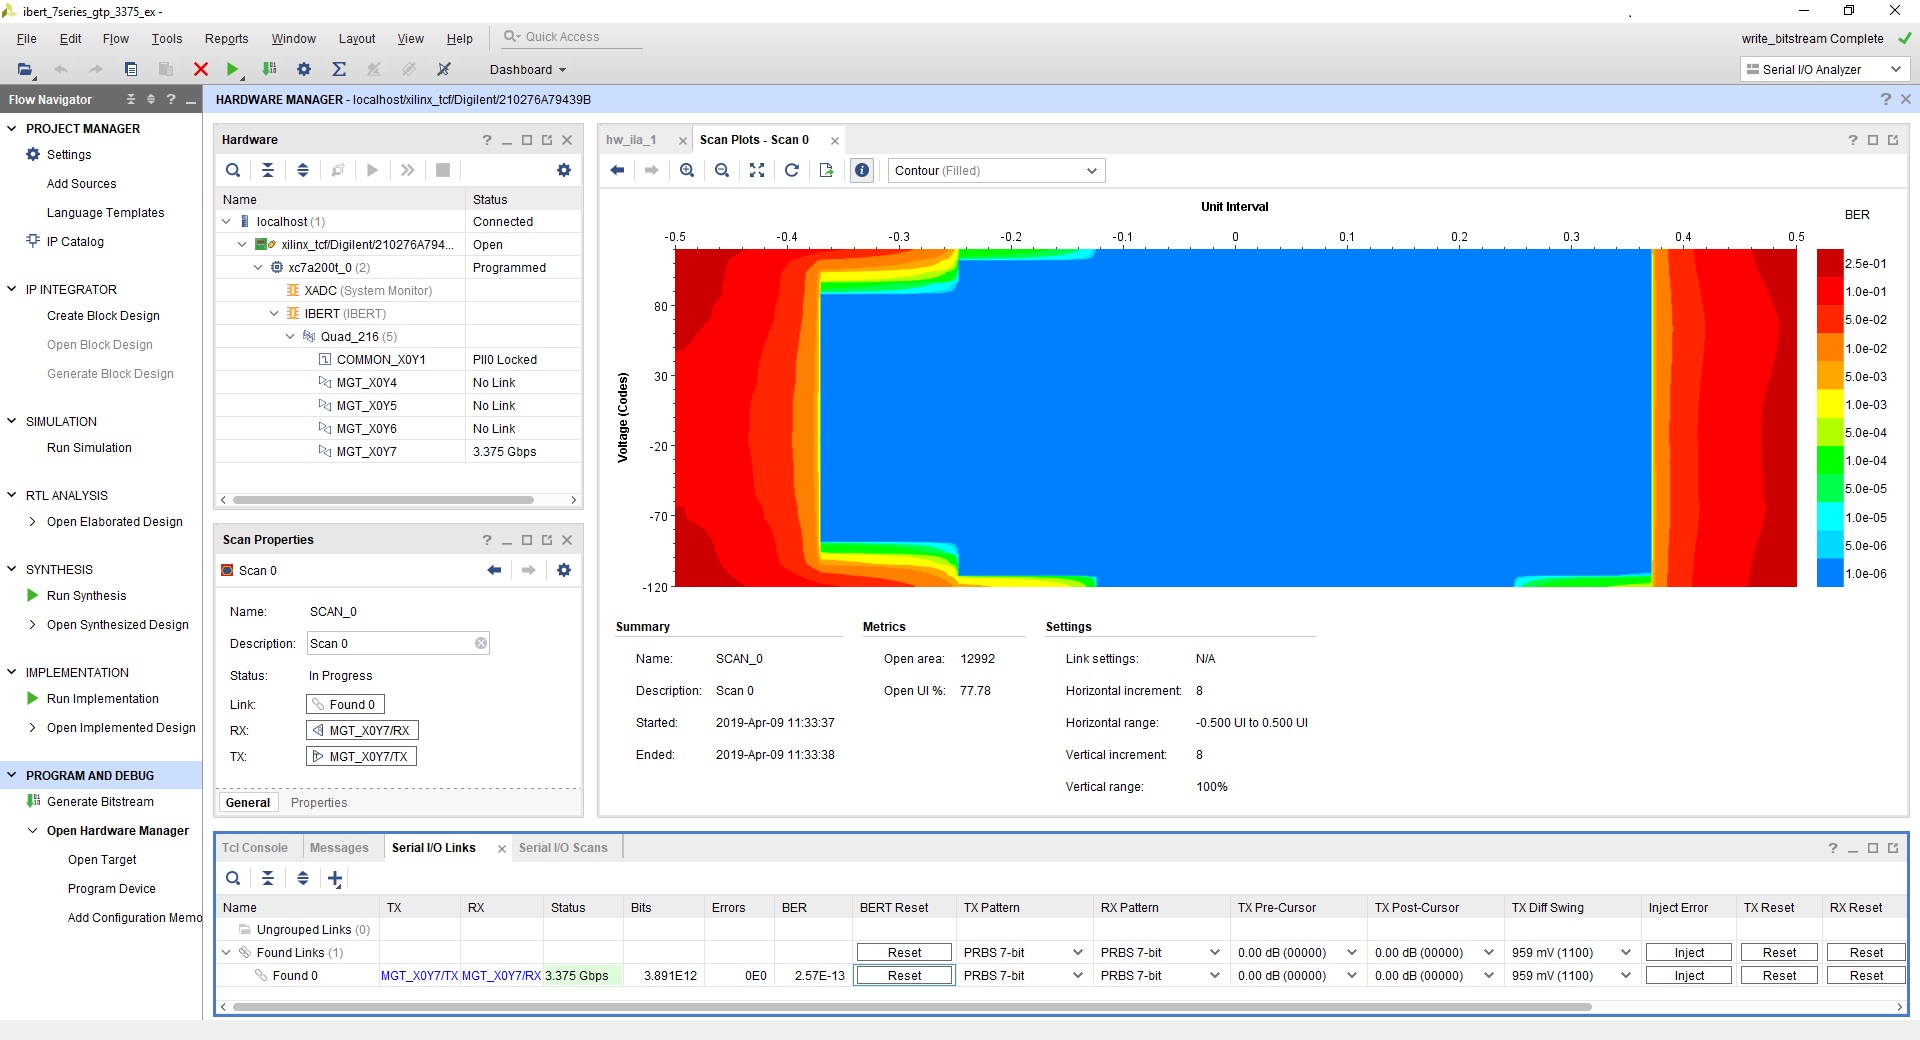 ibert_7series_gtp_3375_ex -
File Edit Flow Tools Reports Window Layout View Help Quick Access
write_bitstream Complete
Dashboard
Serial I/O Analyzer
Flow Navigator
HARDWARE MANAGER - localhost/xilinx_tcf/Digilent/210276A79439B
PROJECT MANAGER
Settings
Add Sources
Language Templates
IP Catalog
IP INTEGRATOR
Create Block Design
Open Block Design
Generate Block Design
SIMULATION
Run Simulation
RTL ANALYSIS
Open Elaborated Design
SYNTHESIS
Run Synthesis
Open Synthesized Design
IMPLEMENTATION
Run Implementation
Open Implemented Design
PROGRAM AND DEBUG
Generate Bitstream
Open Hardware Manager
Open Target
Program Device
Add Configuration Memo
Hardware
Name Status
localhost (1) Connected
xilinx_tcf/Digilent/210276A794... Open
xc7a200t_0 (2) Programmed
XADC (System Monitor)
IBERT (IBERT)
Quad_216 (5)
COMMON_X0Y1 Pll0 Locked
MGT_X0Y4 No Link
MGT_X0Y5 No Link
MGT_X0Y6 No Link
MGT_X0Y7 3.375 Gbps
Scan Properties
Scan 0
Name: SCAN_0
Description: Scan 0
Status: In Progress
Link: Found 0
RX: MGT_X0Y7/RX
TX: MGT_X0Y7/TX
General Properties
hw_ila_1 Scan Plots - Scan 0
Contour (Filled)
Unit Interval
BER
-0.5 -0.4 -0.3 -0.2 -0.1 0 0.1 0.2 0.3 0.4 0.5
Voltage (Codes)
80
30
-20
-70
-120
2.5e-01
1.0e-01
5.0e-02
1.0e-02
5.0e-03
1.0e-03
5.0e-04
1.0e-04
5.0e-05
1.0e-05
5.0e-06
1.0e-06
Summary
Name: SCAN_0
Description: Scan 0
Started: 2019-Apr-09 11:33:37
Ended: 2019-Apr-09 11:33:38
Metrics
Open area: 12992
Open UI %: 77.78
Settings
Link settings: N/A
Horizontal increment: 8
Horizontal range: -0.500 UI to 0.500 UI
Vertical increment: 8
Vertical range: 100%
Tcl Console Messages Serial I/O Links Serial I/O Scans
Name TX RX Status Bits Errors BER BERT Reset TX Pattern RX Pattern TX Pre-Cursor TX Post-Cursor TX Diff Swing Inject Error TX Reset RX Reset
Ungrouped Links (0)
Found Links (1) Reset PRBS 7-bit PRBS 7-bit 0.00 dB (00000) 0.00 dB (00000) 959 mV (1100) Inject Reset Reset
Found 0 MGT_X0Y7/TX MGT_X0Y7/RX 3.375 Gbps 3.891E12 0E0 2.57E-13 Reset PRBS 7-bit PRBS 7-bit 0.00 dB (00000) 0.00 dB (00000) 959 mV (1100) Inject Reset Reset